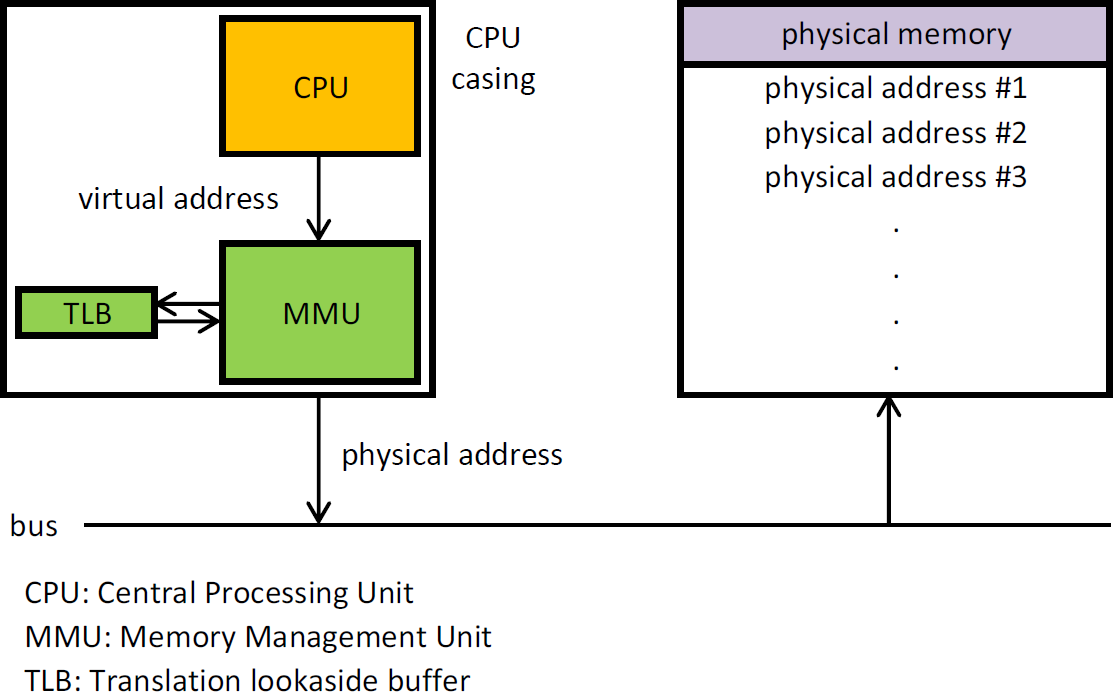 CPU
CPU
casing
virtual address
TLB
MMU
physical memory
physical address #1
physical address #2
physical address #3
.
.
.
.
physical address
bus
CPU: Central Processing Unit
MMU: Memory Management Unit
TLB: Translation lookaside buffer